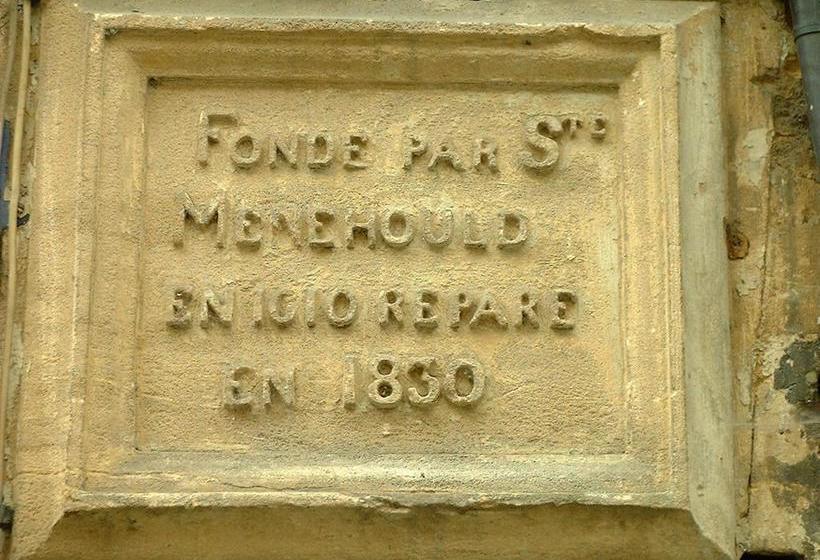 FONDE PAR Sᵀᴱ
MENEHOULD
EN 1610 REPARE
EN 1830